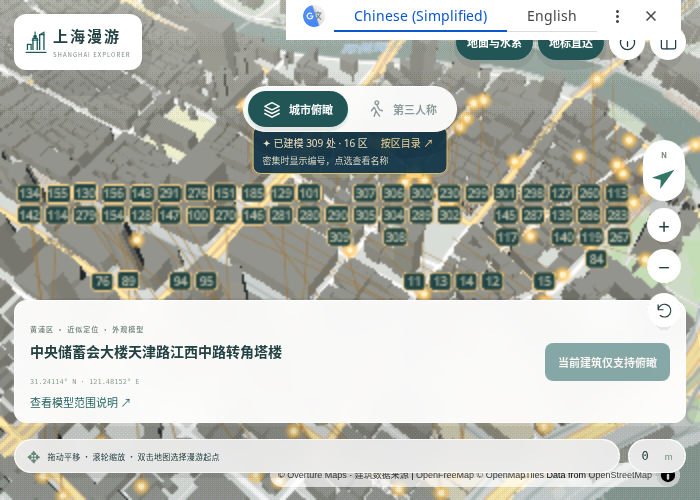 上海漫游
SHANGHAI EXPLORER
Chinese (Simplified)
English
地面与水系
地标直达
城市俯瞰
第三人称
✦ 已建模 309 处 · 16 区
按区目录 ↗
密集时显示编号，点选查看名称
N
134 155 130 156 143 291 276 151 185 129 101 307 306 300 230 299 301 298 127 260 113
142 114 279 154 128 147 100 270 146 281 280 290 305 304 289 302 145 287 139 286 283
309 308 117 140 119 267
84
76 89 94 95 11 13 14 12 15
+
−
黄浦区 · 近似定位 · 外观模型
中央储蓄会大楼天津路江西中路转角塔楼
31.24114° N · 121.48152° E
查看模型范围说明 ↗
当前建筑仅支持俯瞰
拖动平移 · 滚轮缩放 · 双击地图选择漫游起点
0 m
© Overture Maps · 建筑数据来源 | OpenFreeMap © OpenMapTiles Data from OpenStreetMap